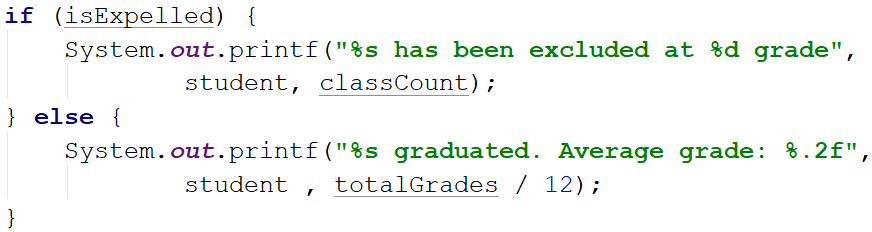 if (isExpelled) {
    System.out.printf("%s has been excluded at %d grade",
            student, classCount);
} else {
    System.out.printf("%s graduated. Average grade: %.2f",
            student , totalGrades / 12);
}